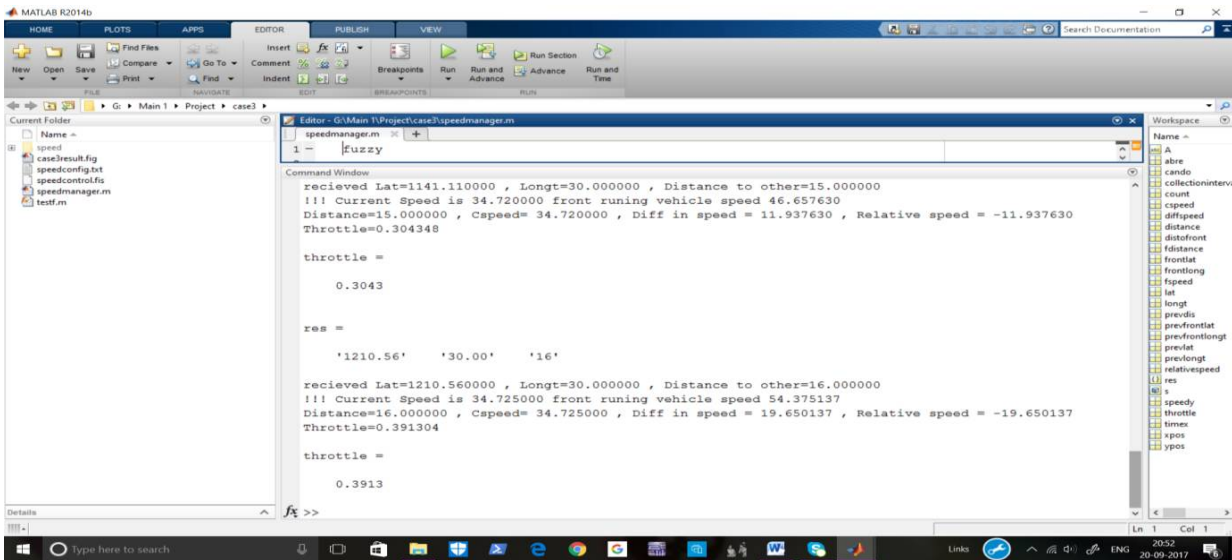 MATLAB R2014b
HOME PLOTS APPS EDITOR PUBLISH VIEW
Search Documentation
New Open Save Find Files Compare Print
Go To Find
Insert fx
Comment
Indent
Breakpoints Run Run and Advance Run Section Advance Run and Time
FILE NAVIGATE EDIT BREAKPOINTS RUN
G: Main 1 Project case3
Current Folder
Name
speed
case3result.fig
speedconfig.txt
speedcontrol.fis
speedmanager.m
testf.m
Details
Editor - G:\Main 1\Project\case3\speedmanager.m
speedmanager.m
1 - fuzzy
Command Window
recieved Lat=1141.110000 , Longt=30.000000 , Distance to other=15.000000
!!! Current Speed is 34.720000 front runing vehicle speed 46.657630
Distance=15.000000 , Cspeed= 34.720000 , Diff in speed = 11.937630 , Relative speed = -11.937630
Throttle=0.304348
throttle =
0.3043
res =
'1210.56' '30.00' '16'
recieved Lat=1210.560000 , Longt=30.000000 , Distance to other=16.000000
!!! Current Speed is 34.725000 front runing vehicle speed 54.375137
Distance=16.000000 , Cspeed= 34.725000 , Diff in speed = 19.650137 , Relative speed = -19.650137
Throttle=0.391304
throttle =
0.3913
fx >>
Workspace
Name
A
abre
cando
collectioninterva
count
cspeed
diffspeed
distance
distofront
fdistance
frontlat
frontlong
fspeed
lat
longt
prevdis
prevfrontlat
prevfrontlongt
prevlat
prevlongt
relativespeed
res
s
speedy
throttle
timex
xpos
ypos
Ln 1 Col 1
Type here to search
Links
ENG
20:52
20-09-2017